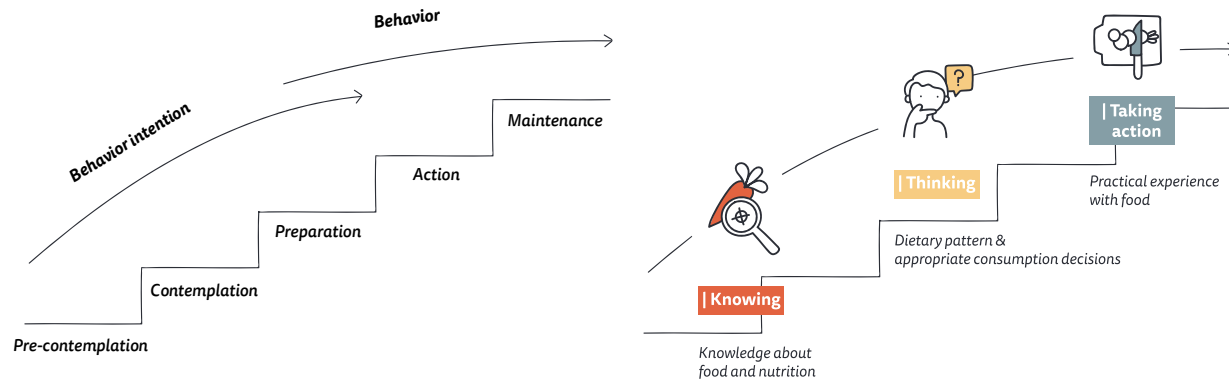 Behavior
Behavior intention
Maintenance
Action
Preparation
Contemplation
Pre-contemplation
?
| Taking
action
Practical experience
with food
| Thinking
Dietary pattern &
appropriate consumption decisions
| Knowing
Knowledge about
food and nutrition